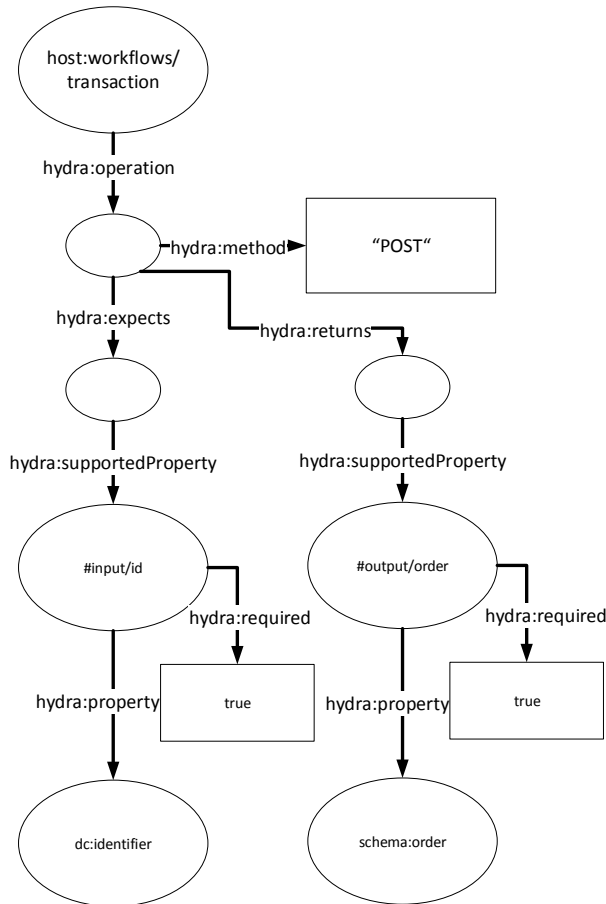 host:workflows/
transaction
hydra:operation
hydra:method
“POST“
hydra:expects
hydra:returns
hydra:supportedProperty
hydra:supportedProperty
#input/id
#output/order
hydra:required
hydra:required
true
true
hydra:property
hydra:property
dc:identifier
schema:order